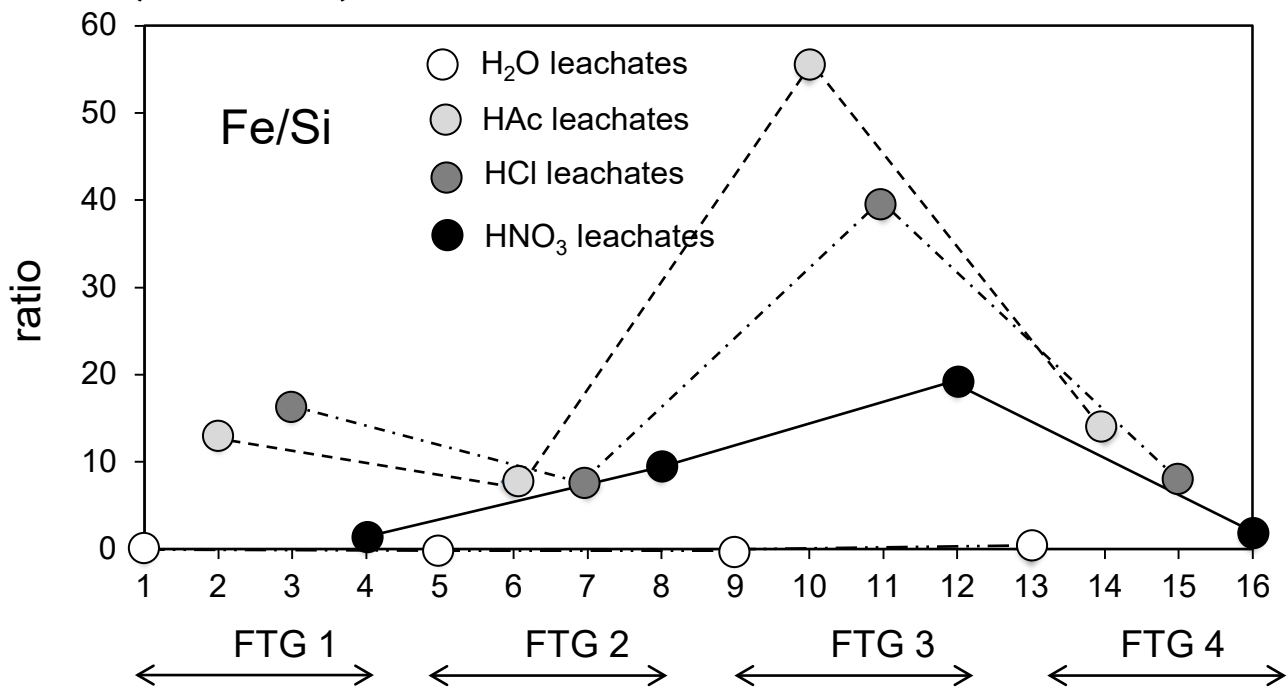 60
50
40
30
20
10
0
ratio
Fe/Si
H₂O leachates
HAc leachates
HCl leachates
HNO₃ leachates
1 2 3 4 5 6 7 8 9 10 11 12 13 14 15 16
FTG 1 FTG 2 FTG 3 FTG 4